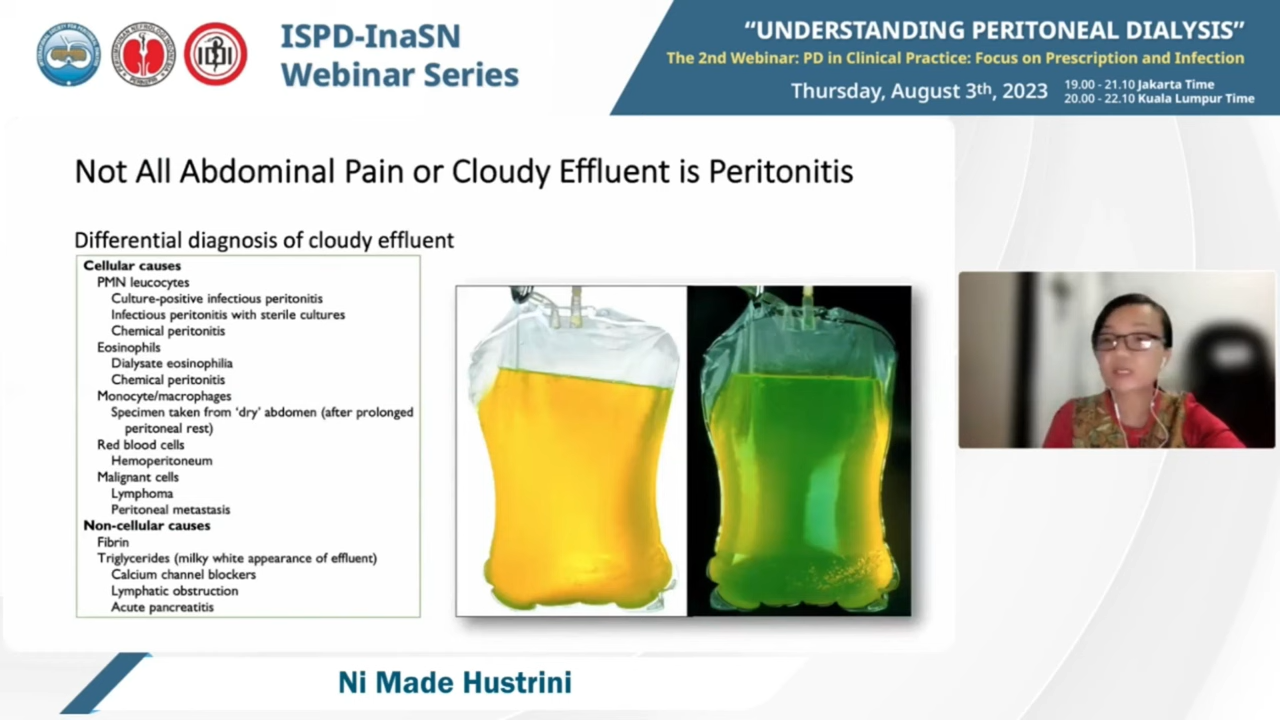 ISPD-InaSN
Webinar Series
“UNDERSTANDING PERITONEAL DIALYSIS”
The 2nd Webinar: PD in Clinical Practice: Focus on Prescription and Infection
Thursday, August 3th, 2023
19.00 - 21.10 Jakarta Time
20.00 - 22.10 Kuala Lumpur Time
Not All Abdominal Pain or Cloudy Effluent is Peritonitis
Differential diagnosis of cloudy effluent
Cellular causes
PMN leucocytes
Culture-positive infectious peritonitis
Infectious peritonitis with sterile cultures
Chemical peritonitis
Eosinophils
Dialysate eosinophilia
Chemical peritonitis
Monocyte/macrophages
Specimen taken from ‘dry’ abdomen (after prolonged
peritoneal rest)
Red blood cells
Hemoperitoneum
Malignant cells
Lymphoma
Peritoneal metastasis
Non-cellular causes
Fibrin
Triglycerides (milky white appearance of effluent)
Calcium channel blockers
Lymphatic obstruction
Acute pancreatitis
Ni Made Hustrini